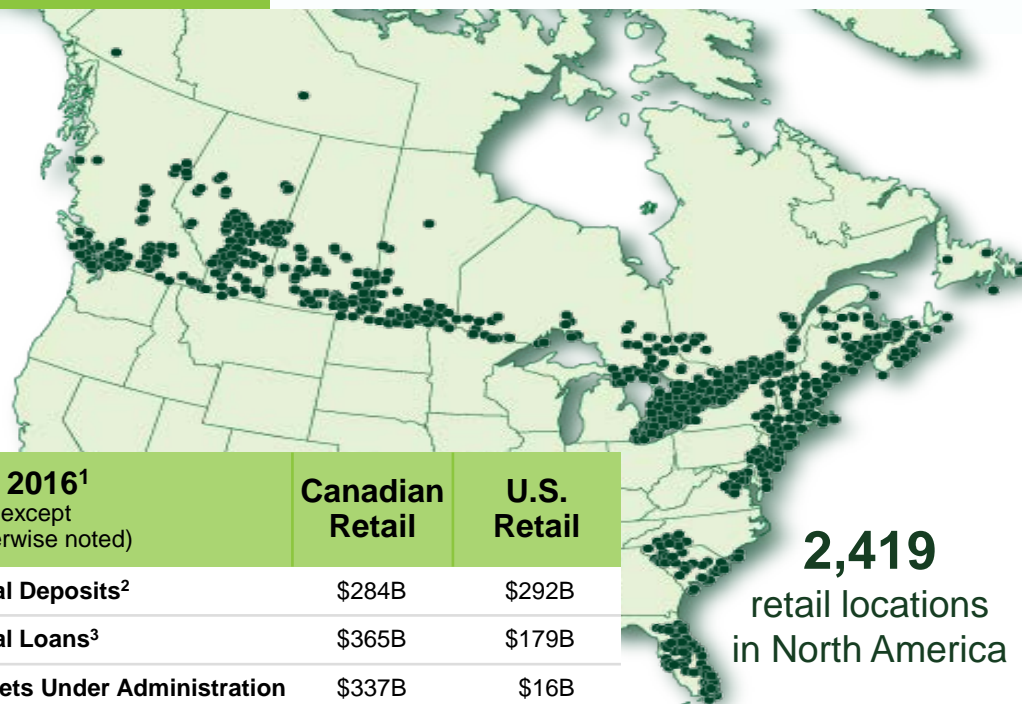 2016¹
except
erwise noted)
Canadian
Retail
U.S.
Retail
al Deposits² $284B $292B
al Loans³ $365B $179B
ets Under Administration $337B $16B
2,419
retail locations
in North America